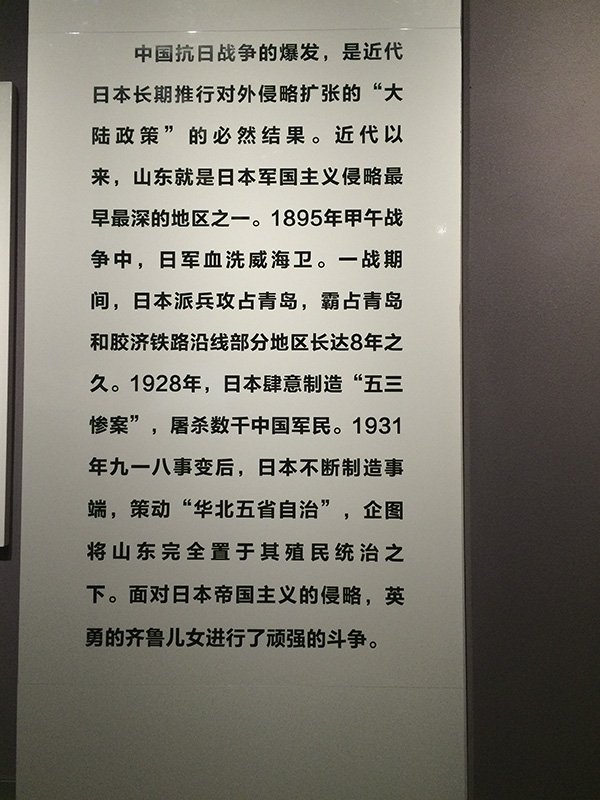 中国抗日战争的爆发，是近代
日本长期推行对外侵略扩张的“大
陆政策”的必然结果。近代以
来，山东就是日本军国主义侵略最
早最深的地区之一。1895年甲午战
争中，日军血洗威海卫。一战期
间，日本派兵攻占青岛，霸占青岛
和胶济铁路沿线部分地区长达8年之
久。1928年，日本肆意制造“五三
惨案”，屠杀数千中国军民。1931
年九一八事变后，日本不断制造事
端，策动“华北五省自治”，企图
将山东完全置于其殖民统治之
下。面对日本帝国主义的侵略，英
勇的齐鲁儿女进行了顽强的斗争。